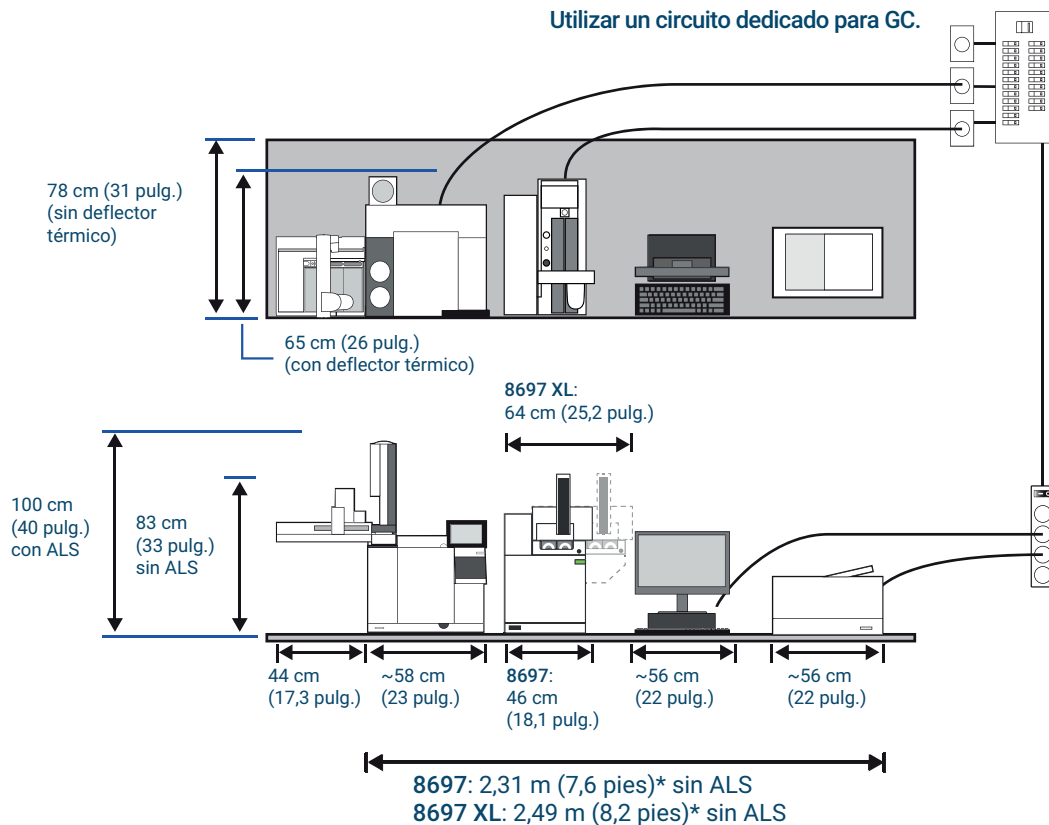 Utilizar un circuito dedicado para GC.
78 cm (31 pulg.)
(sin deflector
térmico)
65 cm (26 pulg.)
(con deflector térmico)
8697 XL:
64 cm (25,2 pulg.)
100 cm
(40 pulg.)
con ALS
83 cm
(33 pulg.)
sin ALS
44 cm
(17,3 pulg.)
~58 cm
(23 pulg.)
8697:
46 cm
(18,1 pulg.)
~56 cm
(22 pulg.)
~56 cm
(22 pulg.)
8697: 2,31 m (7,6 pies)* sin ALS
8697 XL: 2,49 m (8,2 pies)* sin ALS